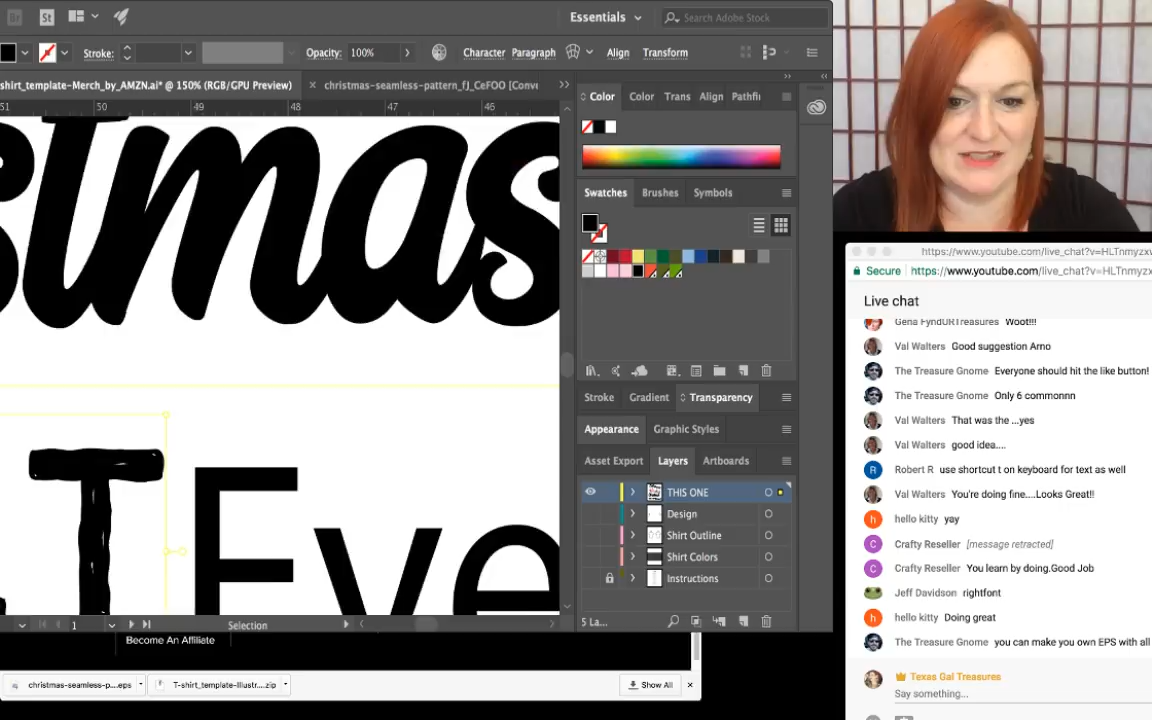 Br St Essentials Search Adobe Stock
Stroke: Opacity: 100% Character Paragraph Align Transform
shirt_template-Merch_by_AMZN.ai* @ 150% (RGB/GPU Preview) christmas-seamless-pattern_fJ_CeFOO [Conv
51 50 49 48 47 46
Color Color Trans Align Pathfi
stmas
Swatches Brushes Symbols
T Eve
Stroke Gradient Transparency
Appearance Graphic Styles
Asset Export Layers Artboards
THIS ONE
Design
Shirt Outline
Shirt Colors
Instructions
5 La...
1 Selection
Become An Affiliate
christmas-seamless-p....eps T-shirt_template-Illustr....zip Show All
https://www.youtube.com/live_chat?v=HLTnmyzxv
Secure https://www.youtube.com/live_chat?v=HLTnmyzxW
Live chat
Gena FyndURTreasures Woot!!!
Val Walters Good suggestion Arno
The Treasure Gnome Everyone should hit the like button!
The Treasure Gnome Only 6 commonnn
Val Walters That was the ...yes
Val Walters good idea....
R Robert R use shortcut t on keyboard for text as well
Val Walters You're doing fine....Looks Great!!
h hello kitty yay
C Crafty Reseller [message retracted]
C Crafty Reseller You learn by doing.Good Job
Jeff Davidson rightfont
h hello kitty Doing great
The Treasure Gnome you can make you own EPS with all
Texas Gal Treasures
Say something...